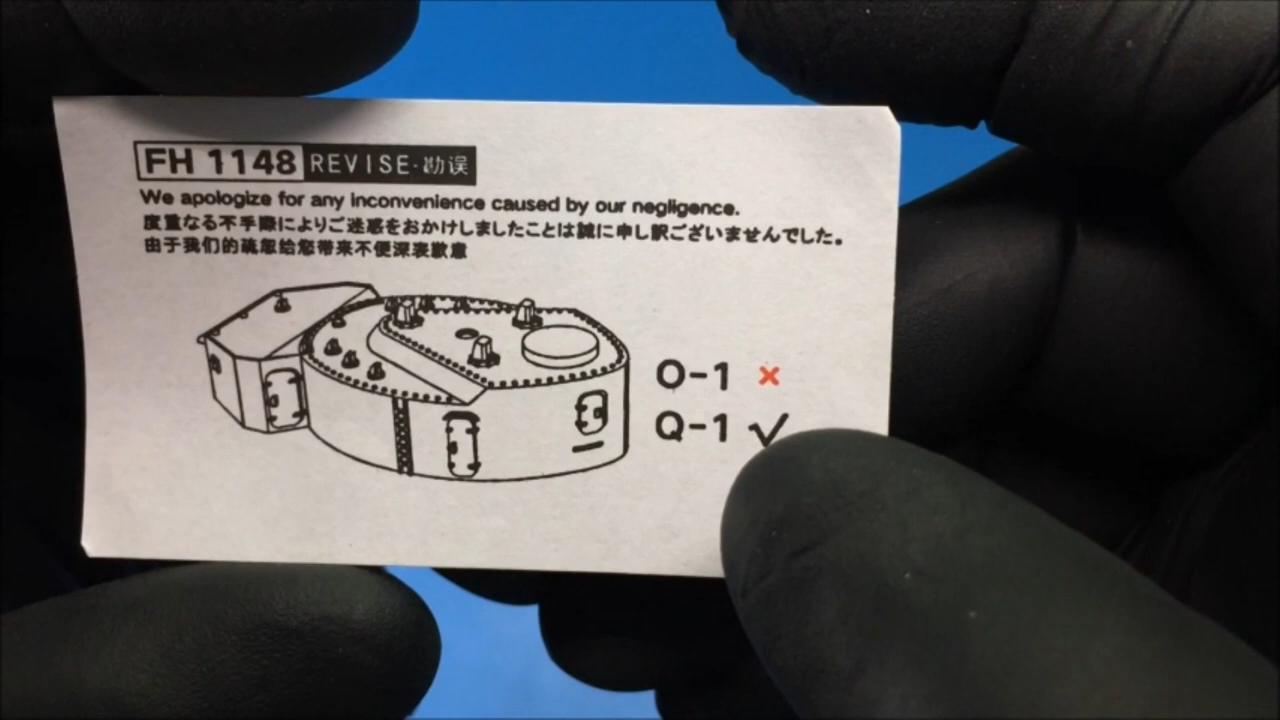 FH 1148 REVISE·勘误
We apologize for any inconvenience caused by our negligence.
度重なる不手際によりご迷惑をおかけしましたことは誠に申し訳ございませんでした。
由于我们的疏忽给您带来不便深表歉意
O-1 ×
Q-1 ✓